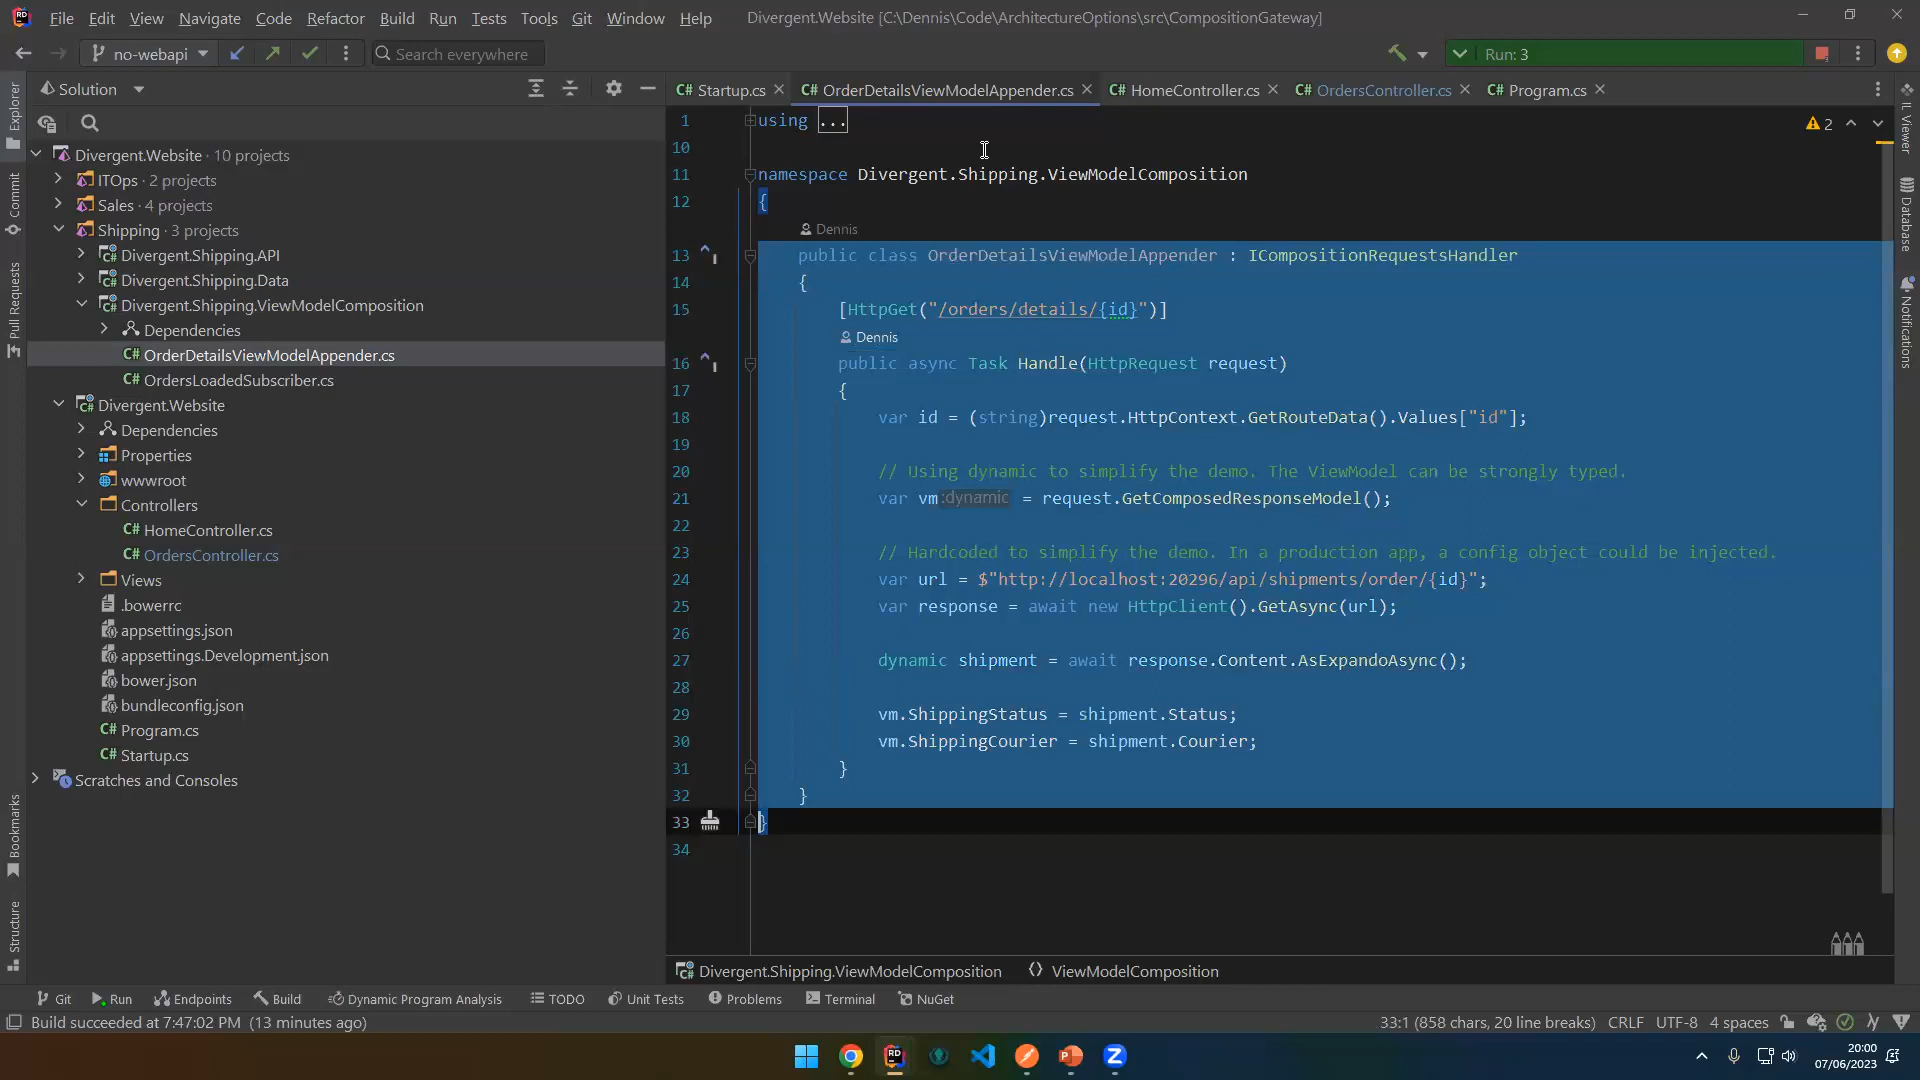 File Edit View Navigate Code Refactor Build Run Tests Tools Git Window Help Divergent.Website [C:\Dennis\Code\ArchitectureOptions\src\CompositionGateway]
no-webapi Search everywhere Run: 3
Solution
Startup.cs OrderDetailsViewModelAppender.cs HomeController.cs OrdersController.cs Program.cs
Explorer
Commit
Pull Requests
Bookmarks
Structure
Divergent.Website · 10 projects
ITOps · 2 projects
Sales · 4 projects
Shipping · 3 projects
Divergent.Shipping.API
Divergent.Shipping.Data
Divergent.Shipping.ViewModelComposition
Dependencies
OrderDetailsViewModelAppender.cs
OrdersLoadedSubscriber.cs
Divergent.Website
Dependencies
Properties
wwwroot
Controllers
HomeController.cs
OrdersController.cs
Views
.bowerrc
appsettings.json
appsettings.Development.json
bower.json
bundleconfig.json
Program.cs
Startup.cs
Scratches and Consoles
1 using ...
2
10
11 namespace Divergent.Shipping.ViewModelComposition
12 {
Dennis
13 public class OrderDetailsViewModelAppender : ICompositionRequestsHandler
14 {
15 [HttpGet("/orders/details/{id}")]
Dennis
16 public async Task Handle(HttpRequest request)
17 {
18 var id = (string)request.HttpContext.GetRouteData().Values["id"];
19
20 // Using dynamic to simplify the demo. The ViewModel can be strongly typed.
21 var vm :dynamic = request.GetComposedResponseModel();
22
23 // Hardcoded to simplify the demo. In a production app, a config object could be injected.
24 var url = $"http://localhost:20296/api/shipments/order/{id}";
25 var response = await new HttpClient().GetAsync(url);
26
27 dynamic shipment = await response.Content.AsExpandoAsync();
28
29 vm.ShippingStatus = shipment.Status;
30 vm.ShippingCourier = shipment.Courier;
31 }
32 }
33 }
34
IL Viewer
Database
Notifications
Divergent.Shipping.ViewModelComposition ViewModelComposition
Git Run Endpoints Build Dynamic Program Analysis TODO Unit Tests Problems Terminal NuGet
Build succeeded at 7:47:02 PM (13 minutes ago) 33:1 (858 chars, 20 line breaks) CRLF UTF-8 4 spaces
20:00
07/06/2023